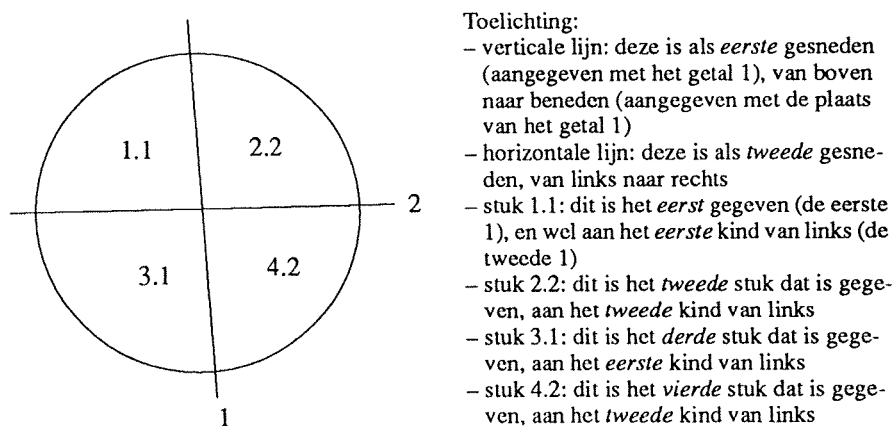 1.1
2.2
2
3.1
4.2
1
Toelichting:
– verticale lijn: deze is als eerste gesneden
(aangegeven met het getal 1), van boven
naar beneden (aangegeven met de plaats
van het getal 1)
– horizontale lijn: deze is als tweede gesne-
den, van links naar rechts
– stuk 1.1: dit is het eerst gegeven (de eerste
1), en wel aan het eerste kind van links (de
tweede 1)
– stuk 2.2: dit is het tweede stuk dat is gege-
ven, aan het tweede kind van links
– stuk 3.1: dit is het derde stuk dat is gege-
ven, aan het eerste kind van links
– stuk 4.2: dit is het vierde stuk dat is gege-
ven, aan het tweede kind van links